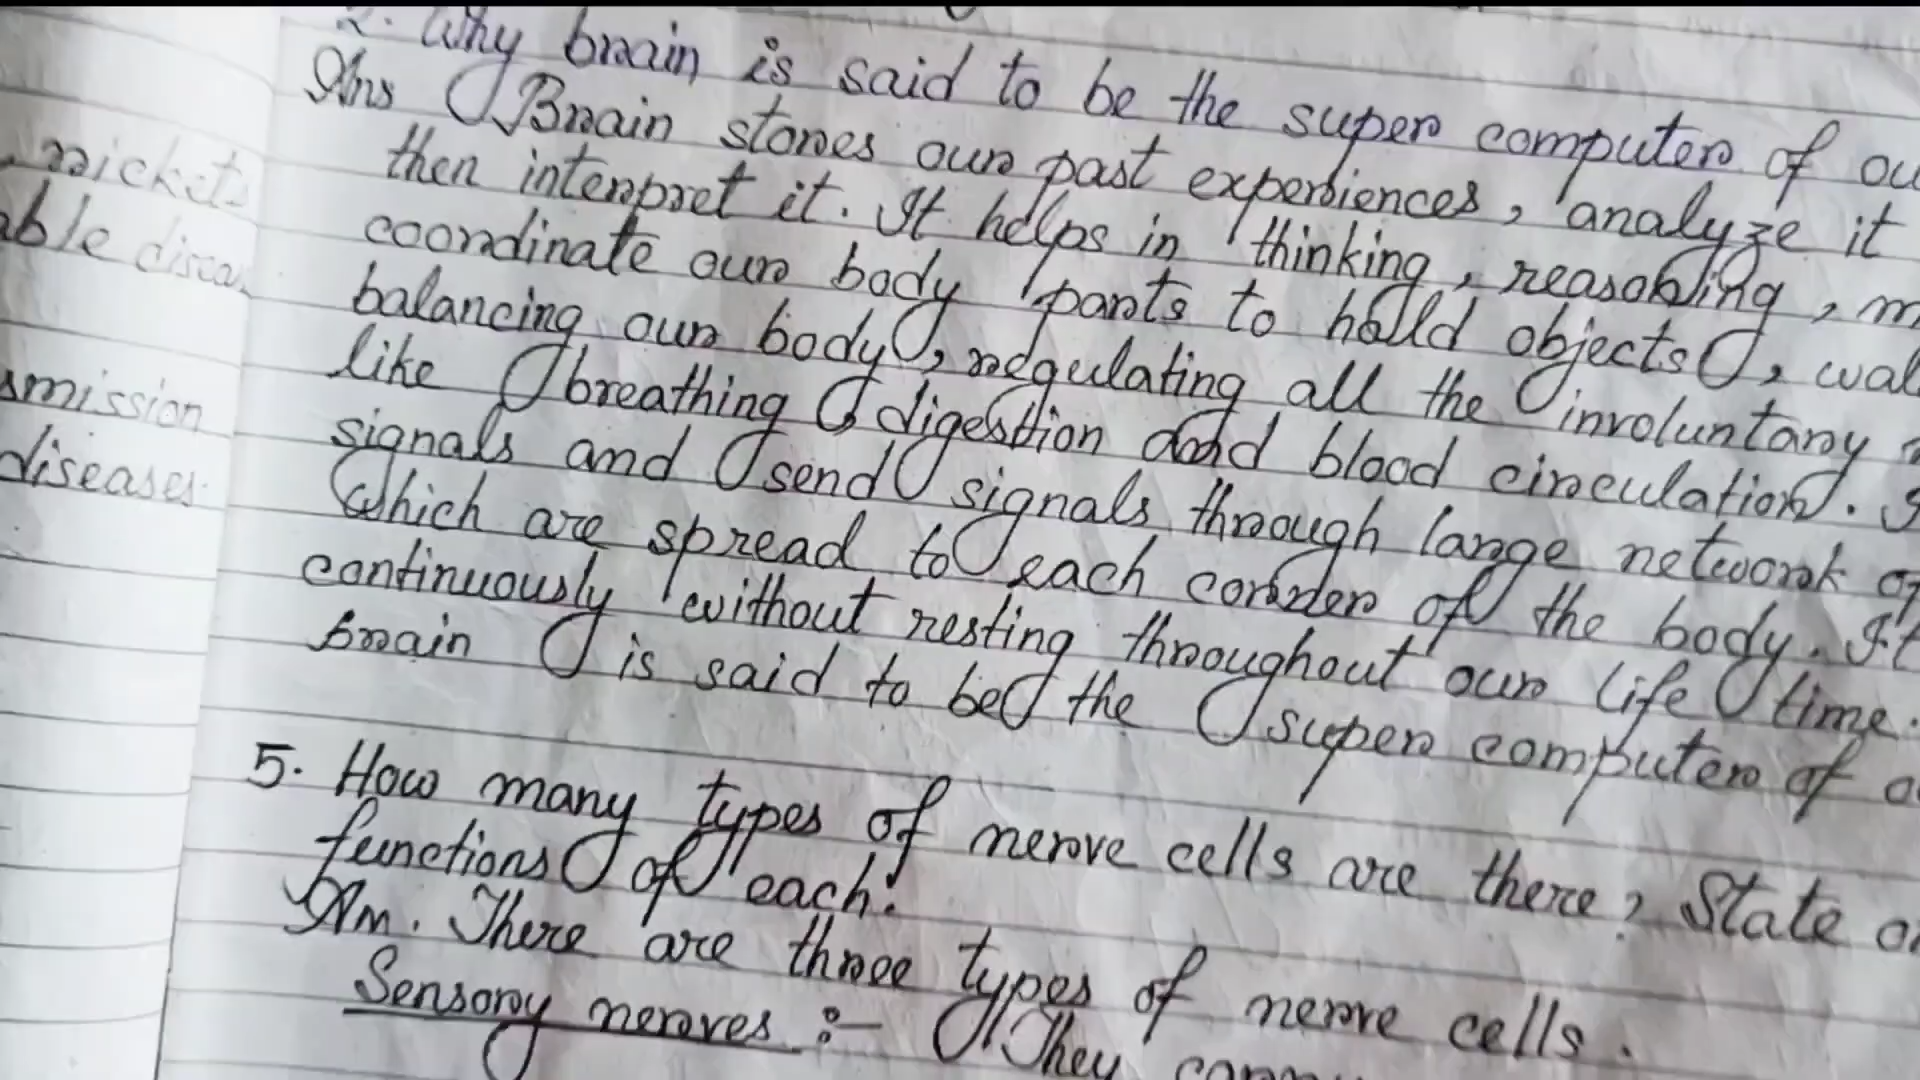 2. Why brain is said to be the super computer of
Ans Brain stores our past experiences, analyze it
then interpret it. It helps in thinking, reasoning,
coordinate our body parts to hold objects,
balancing our body, regulating all the involuntary
like breathing, digestion and blood circulation.
signals and send signals through large network
Which are spread to each corner of the body. It
continuously without resting throughout our life time.
brain is said to be the super computer of
5. How many types of nerve cells are there? State
functions of each.
Ans. There are three types of nerve cells.
Sensory nerves :- They
rickets
able
smission
diseases.